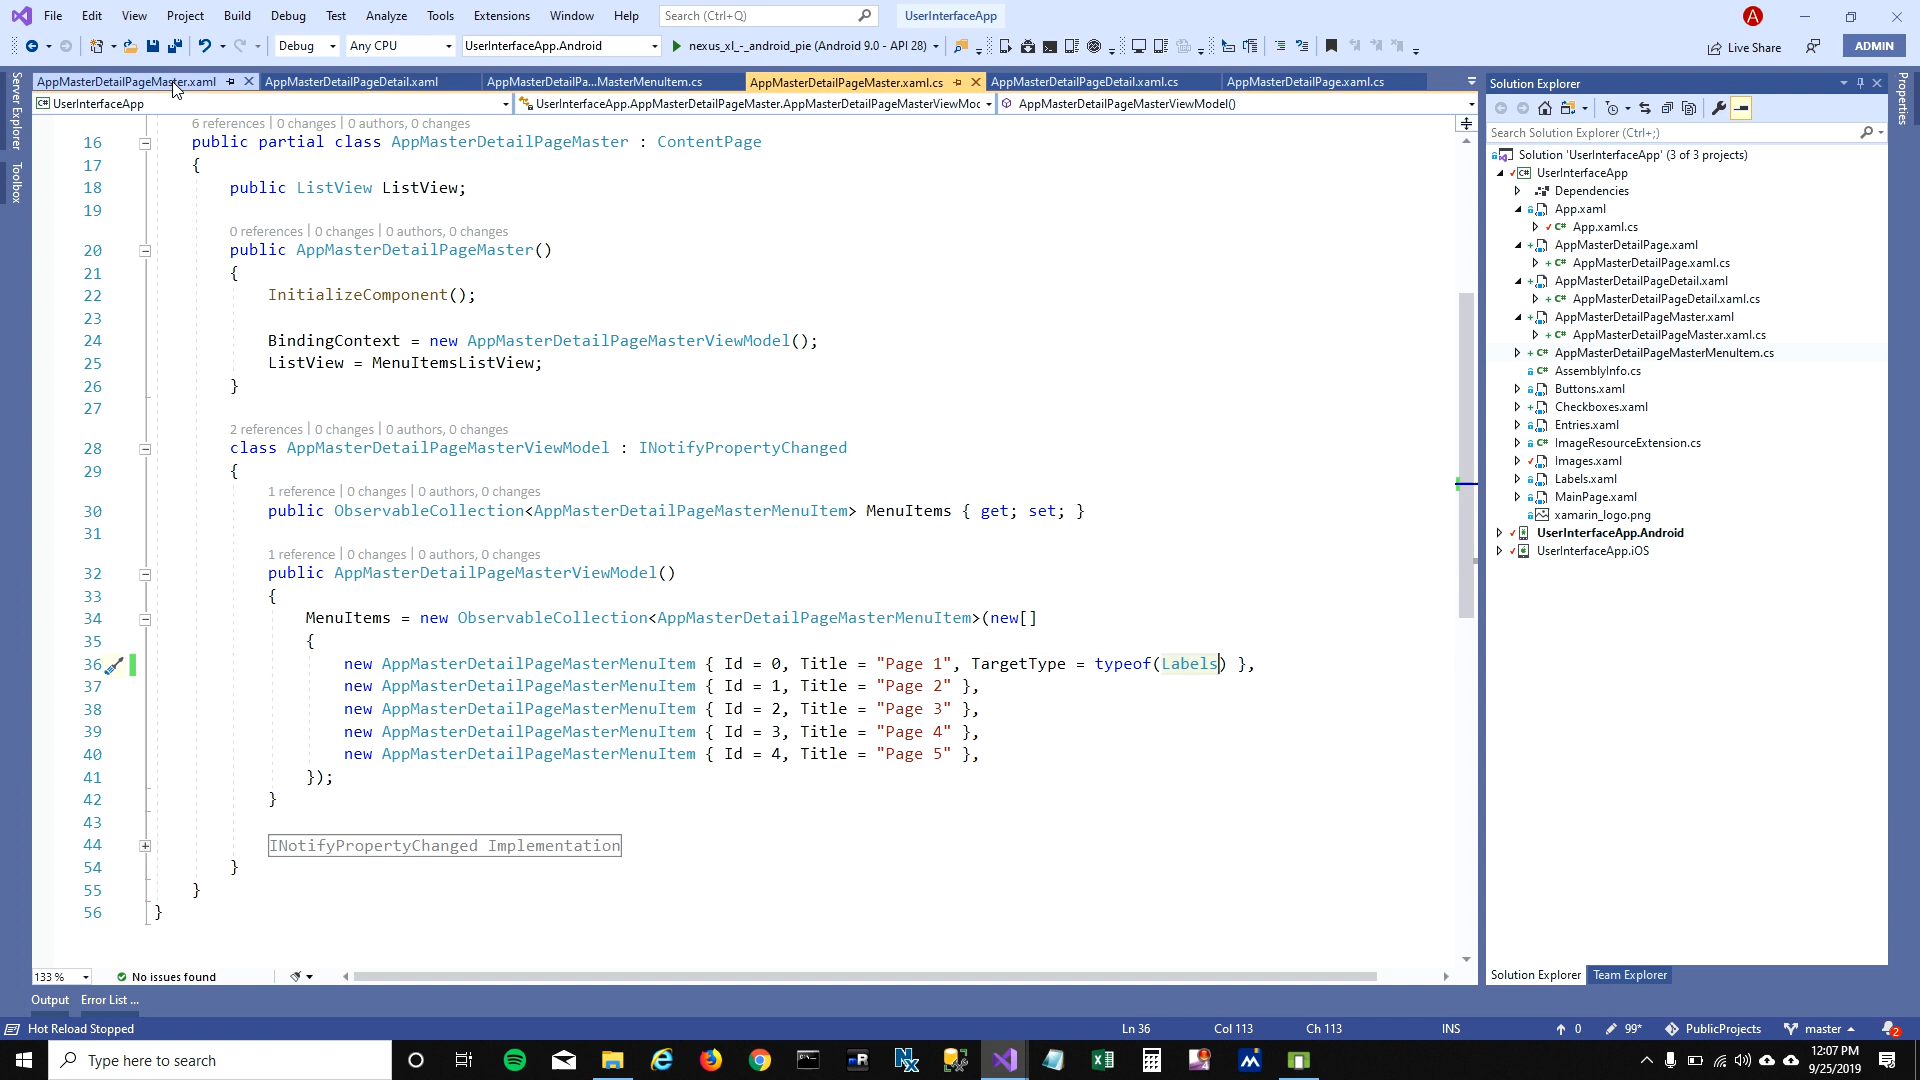 File Edit View Project Build Debug Test Analyze Tools Extensions Window Help Search (Ctrl+Q) UserInterfaceApp A
Debug Any CPU UserInterfaceApp.Android nexus_xl_-_android_pie (Android 9.0 - API 28) Live Share ADMIN
AppMasterDetailPageMaster.xaml AppMasterDetailPageDetail.xaml AppMasterDetailPa...MasterMenuItem.cs AppMasterDetailPageMaster.xaml.cs AppMasterDetailPageDetail.xaml.cs AppMasterDetailPage.xaml.cs
UserInterfaceApp UserInterfaceApp.AppMasterDetailPageMaster.AppMasterDetailPageMasterViewMoc AppMasterDetailPageMasterViewModel()
Server Explorer
Toolbox
6 references | 0 changes | 0 authors, 0 changes
16 public partial class AppMasterDetailPageMaster : ContentPage
17 {
18 public ListView ListView;
19
0 references | 0 changes | 0 authors, 0 changes
20 public AppMasterDetailPageMaster()
21 {
22 InitializeComponent();
23
24 BindingContext = new AppMasterDetailPageMasterViewModel();
25 ListView = MenuItemsListView;
26 }
27
2 references | 0 changes | 0 authors, 0 changes
28 class AppMasterDetailPageMasterViewModel : INotifyPropertyChanged
29 {
1 reference | 0 changes | 0 authors, 0 changes
30 public ObservableCollection<AppMasterDetailPageMasterMenuItem> MenuItems { get; set; }
31
1 reference | 0 changes | 0 authors, 0 changes
32 public AppMasterDetailPageMasterViewModel()
33 {
34 MenuItems = new ObservableCollection<AppMasterDetailPageMasterMenuItem>(new[]
35 {
36 new AppMasterDetailPageMasterMenuItem { Id = 0, Title = "Page 1", TargetType = typeof(Labels) },
37 new AppMasterDetailPageMasterMenuItem { Id = 1, Title = "Page 2" },
38 new AppMasterDetailPageMasterMenuItem { Id = 2, Title = "Page 3" },
39 new AppMasterDetailPageMasterMenuItem { Id = 3, Title = "Page 4" },
40 new AppMasterDetailPageMasterMenuItem { Id = 4, Title = "Page 5" },
41 });
42 }
43
44 INotifyPropertyChanged Implementation
54 }
55 }
56 }
133 % No issues found
Output Error List ...
Solution Explorer
Search Solution Explorer (Ctrl+;)
Solution 'UserInterfaceApp' (3 of 3 projects)
C# UserInterfaceApp
Dependencies
App.xaml
C# App.xaml.cs
AppMasterDetailPage.xaml
C# AppMasterDetailPage.xaml.cs
AppMasterDetailPageDetail.xaml
C# AppMasterDetailPageDetail.xaml.cs
AppMasterDetailPageMaster.xaml
C# AppMasterDetailPageMaster.xaml.cs
C# AppMasterDetailPageMasterMenuItem.cs
C# AssemblyInfo.cs
Buttons.xaml
Checkboxes.xaml
Entries.xaml
C# ImageResourceExtension.cs
Images.xaml
Labels.xaml
MainPage.xaml
xamarin_logo.png
UserInterfaceApp.Android
UserInterfaceApp.iOS
Solution Explorer Team Explorer
Properties
Hot Reload Stopped Ln 36 Col 113 Ch 113 INS 0 99* PublicProjects master 2
Type here to search 12:07 PM
9/25/2019